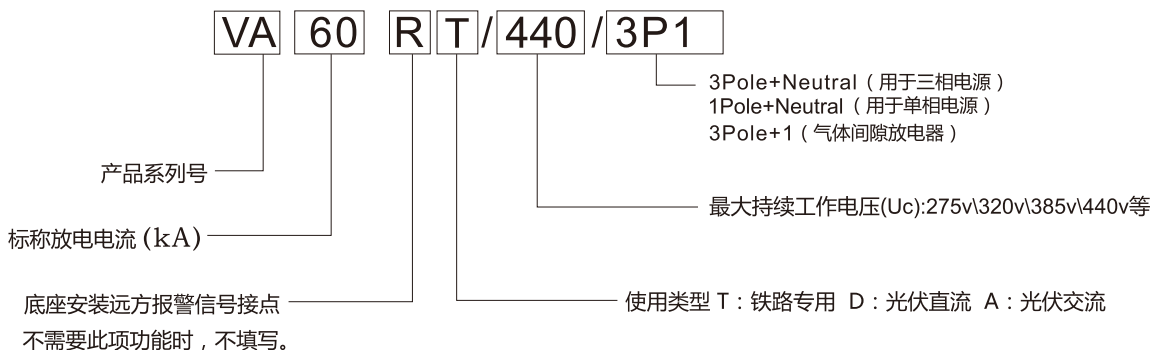 VA 60 R T/440/3P1
3Pole+Neutral（用于三相电源）
1Pole+Neutral（用于单相电源）
3Pole+1（气体间隙放电器）
产品系列号
最大持续工作电压(Uc):275v\320v\385v\440v等
标称放电电流(kA)
底座安装远方报警信号接点
不需要此项功能时，不填写。
使用类型 T：铁路专用 D：光伏直流 A：光伏交流